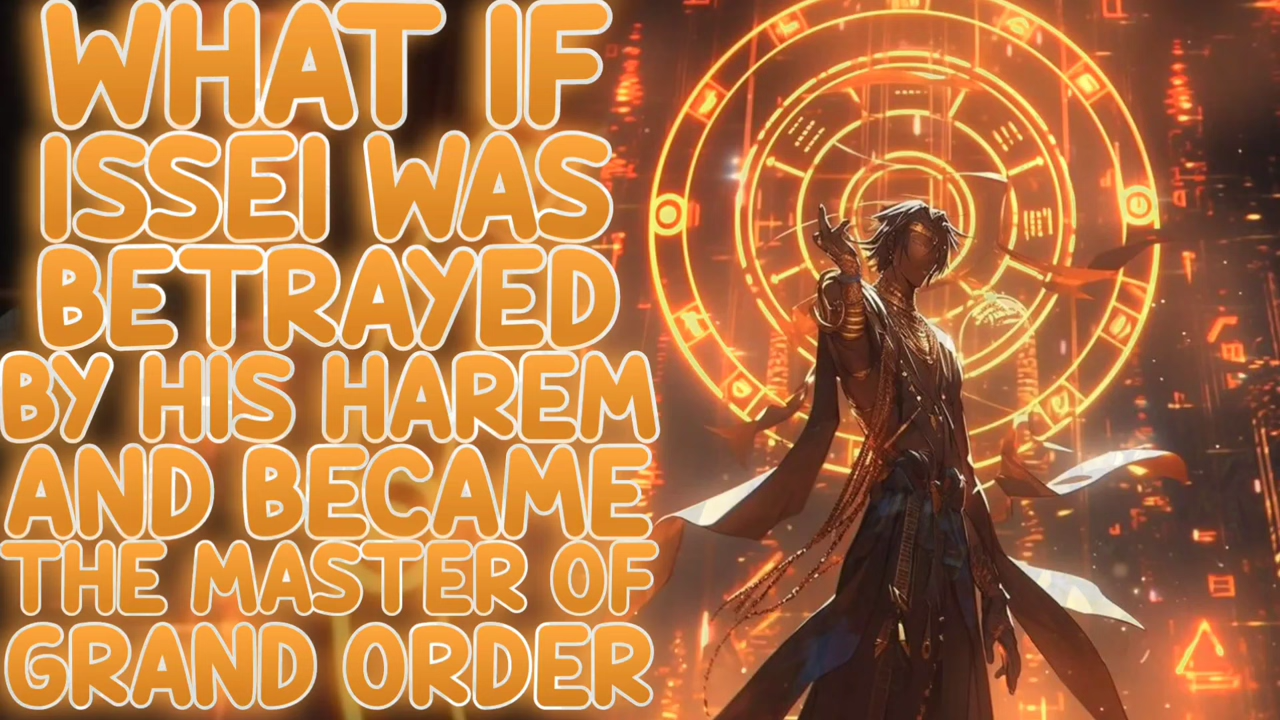 WHAT IF
ISSEI WAS
BETRAYED
BY HIS HAREM
AND BECAME
THE MASTER OF
GRAND ORDER